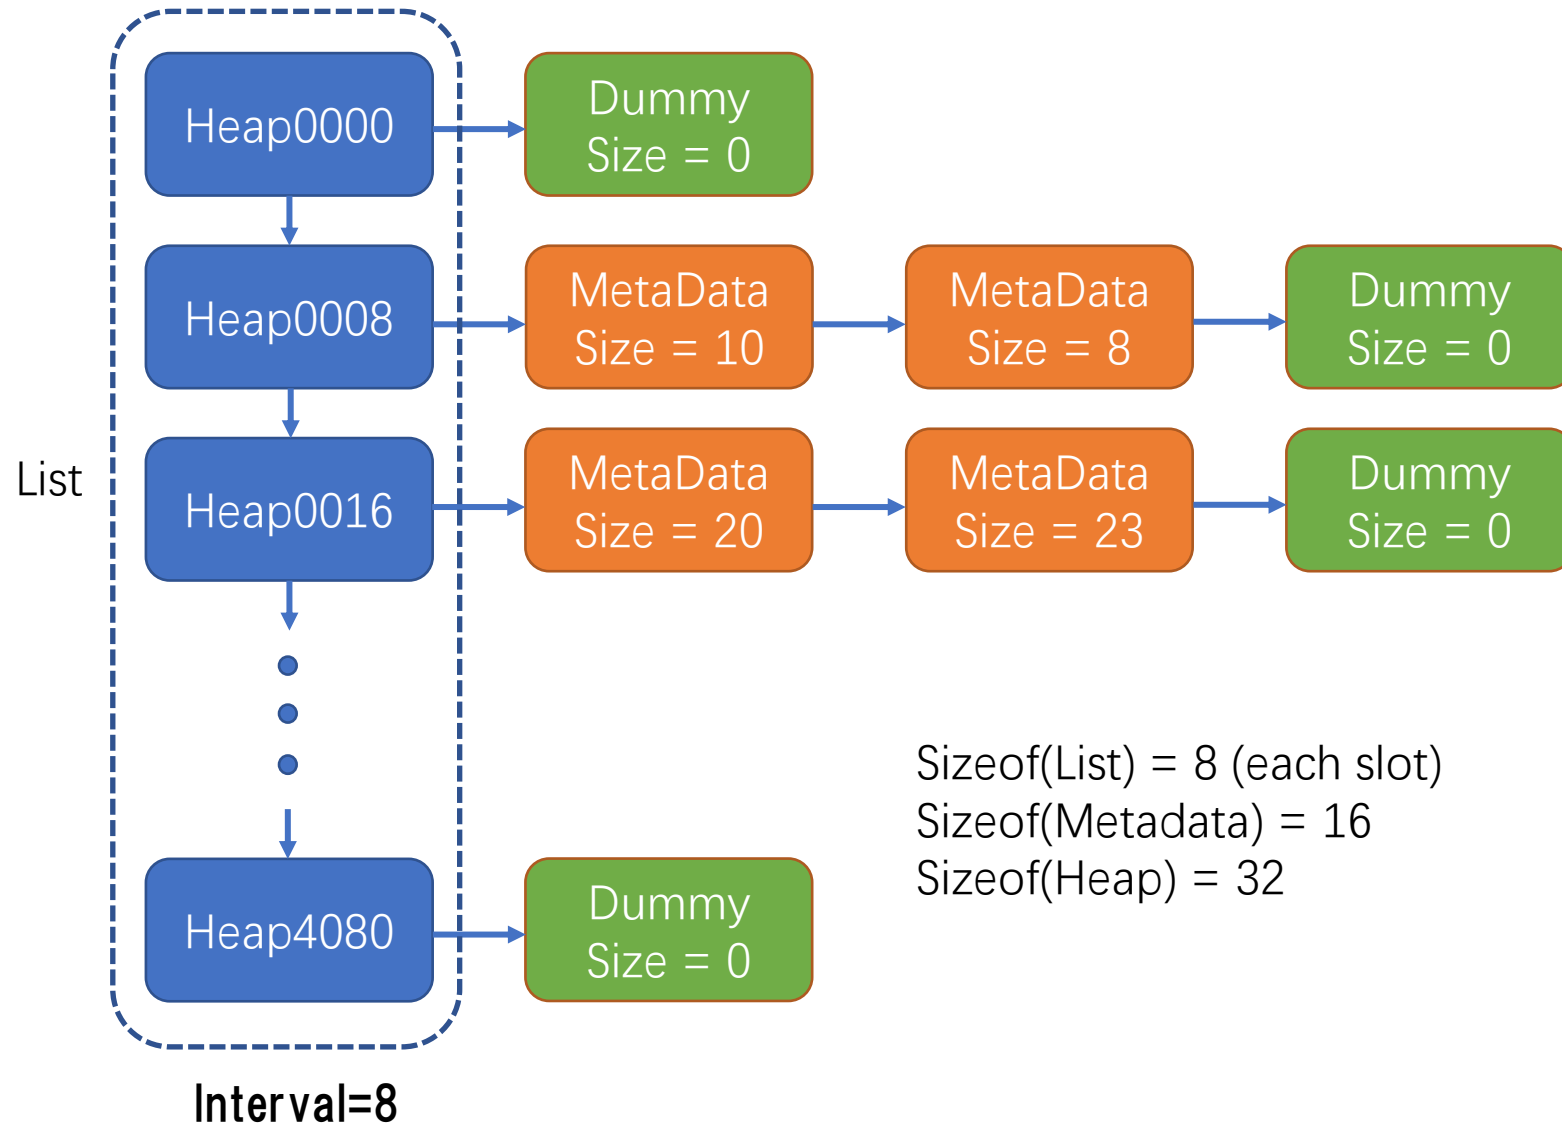 Heap0000
Dummy
Size = 0
Heap0008
MetaData
Size = 10
MetaData
Size = 8
Dummy
Size = 0
List
Heap0016
MetaData
Size = 20
MetaData
Size = 23
Dummy
Size = 0
Sizeof(List) = 8 (each slot)
Sizeof(Metadata) = 16
Sizeof(Heap) = 32
Heap4080
Dummy
Size = 0
Interval=8